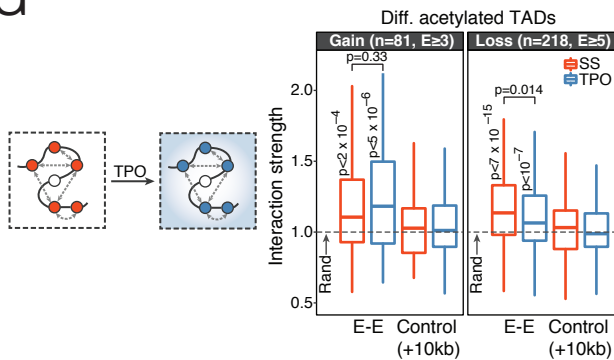 Diff. acetylated TADs
Gain (n=81, E≥3)
Loss (n=218, E≥5)
SS
TPO
p=0.33
p=0.014
p<2 x 10 -4
p<5 x 10 -6
p<7 x 10 -15
p<10 -7
Interaction strength
2.0
1.5
1.0
0.5
Rand
Rand
TPO
E-E
Control
(+10kb)
E-E
Control
(+10kb)